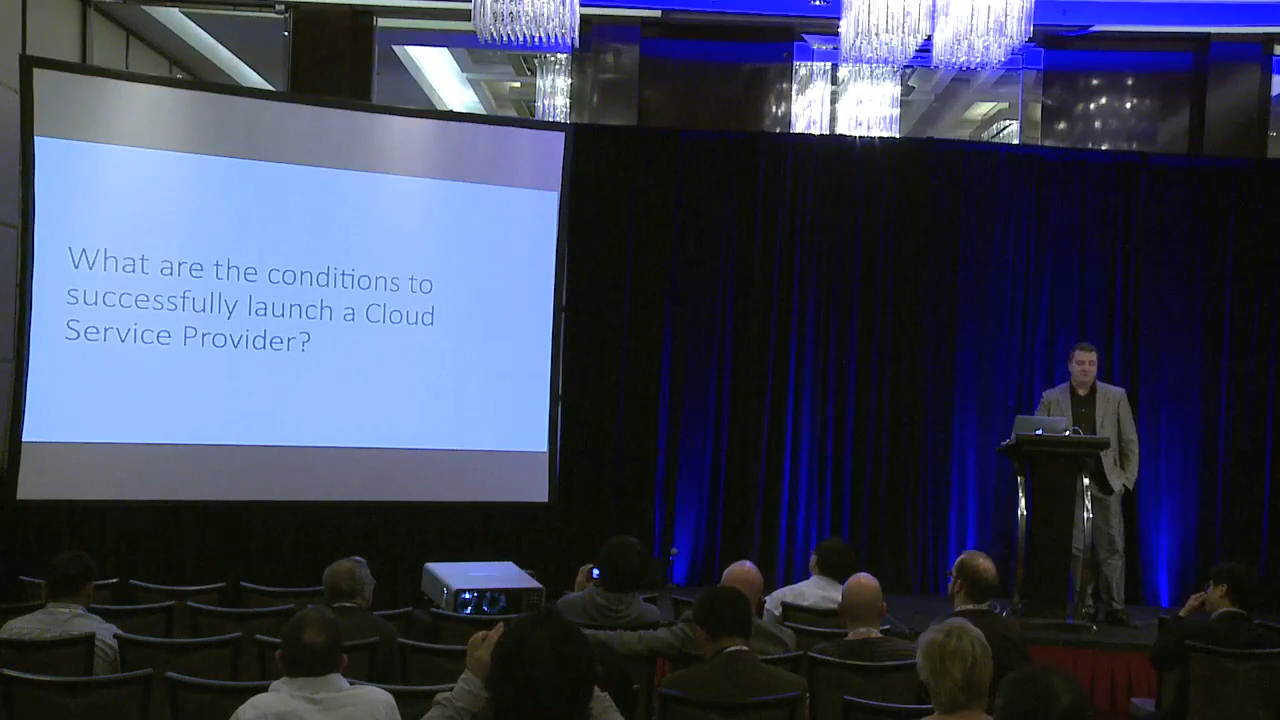 What are the conditions to
successfully launch a Cloud
Service Provider?